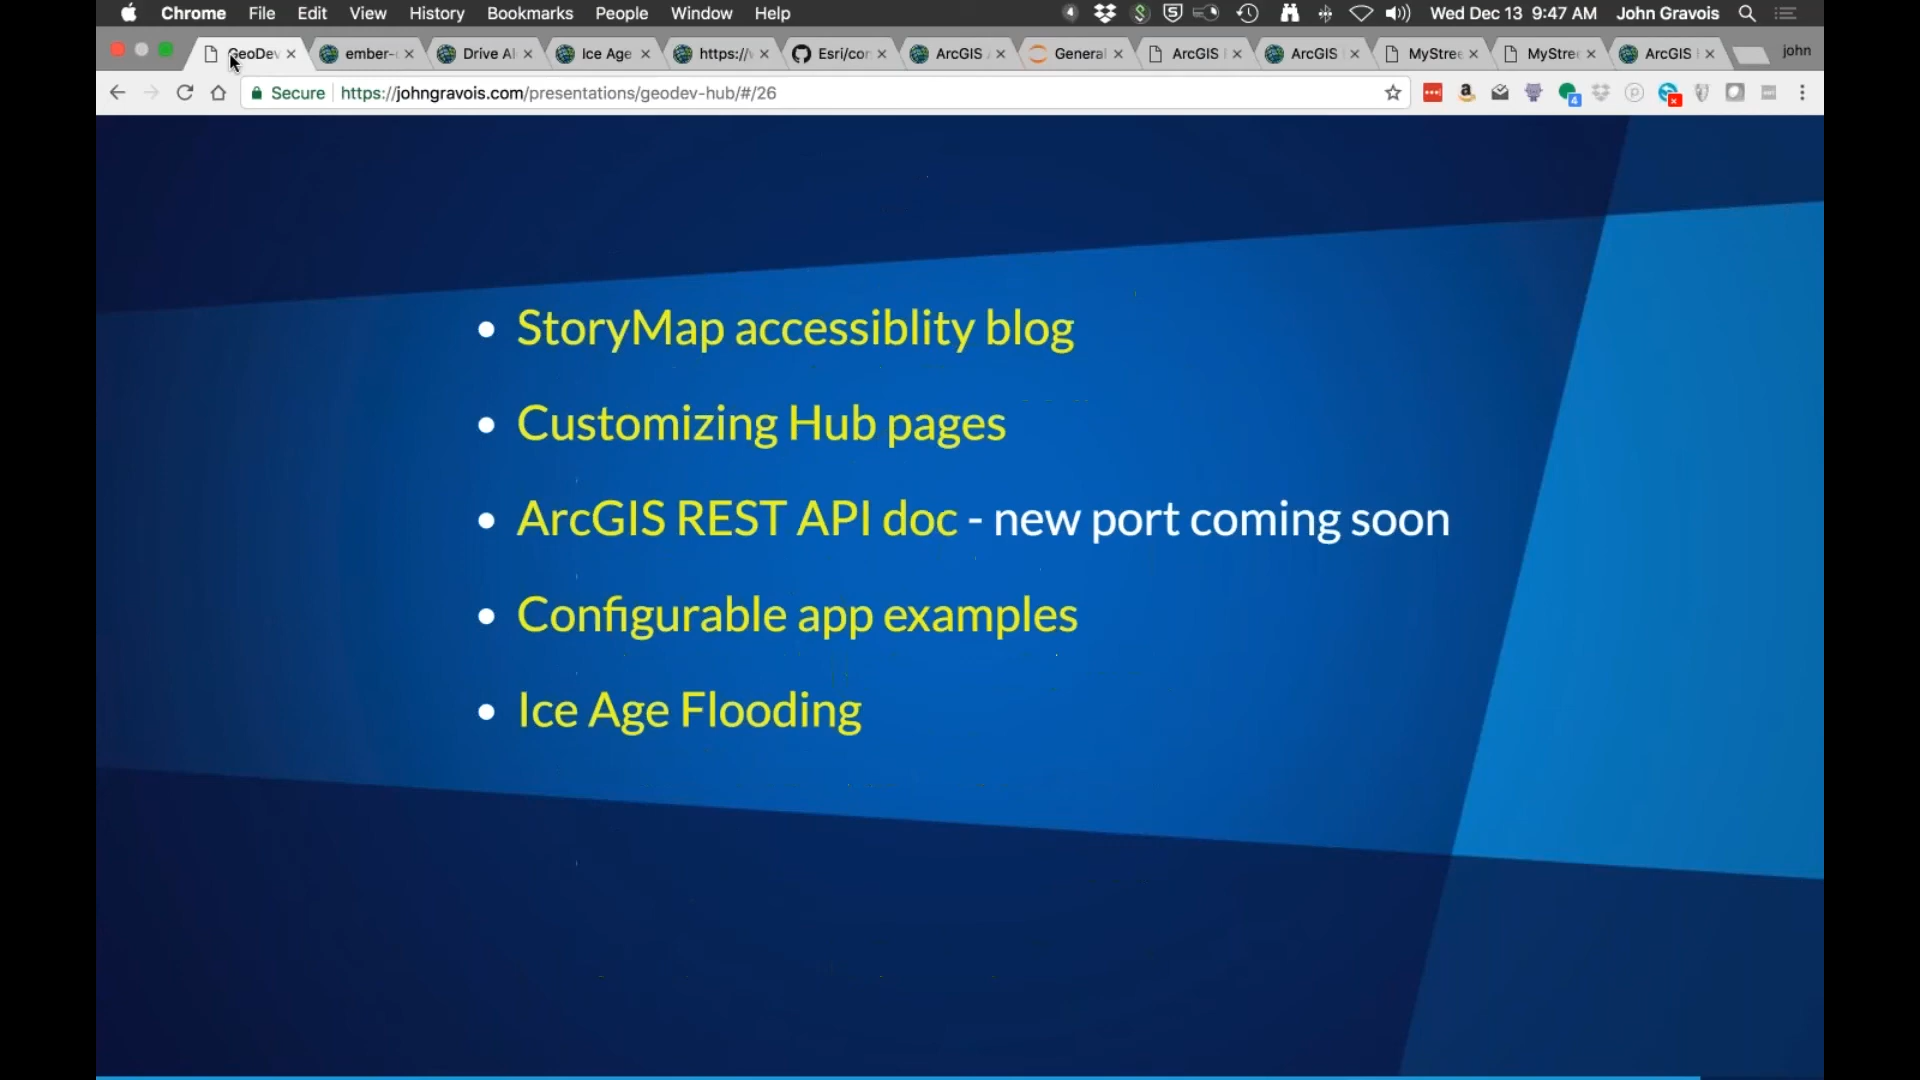 Chrome File Edit View History Bookmarks People Window Help Wed Dec 13 9:47 AM John Gravois
GeoDev ember- Drive Al Ice Age https:// Esri/cor ArcGIS General ArcGIS ArcGIS MyStree MyStree ArcGIS john
Secure https://johngravois.com/presentations/geodev-hub/#/26
• StoryMap accessiblity blog
• Customizing Hub pages
• ArcGIS REST API doc - new port coming soon
• Configurable app examples
• Ice Age Flooding